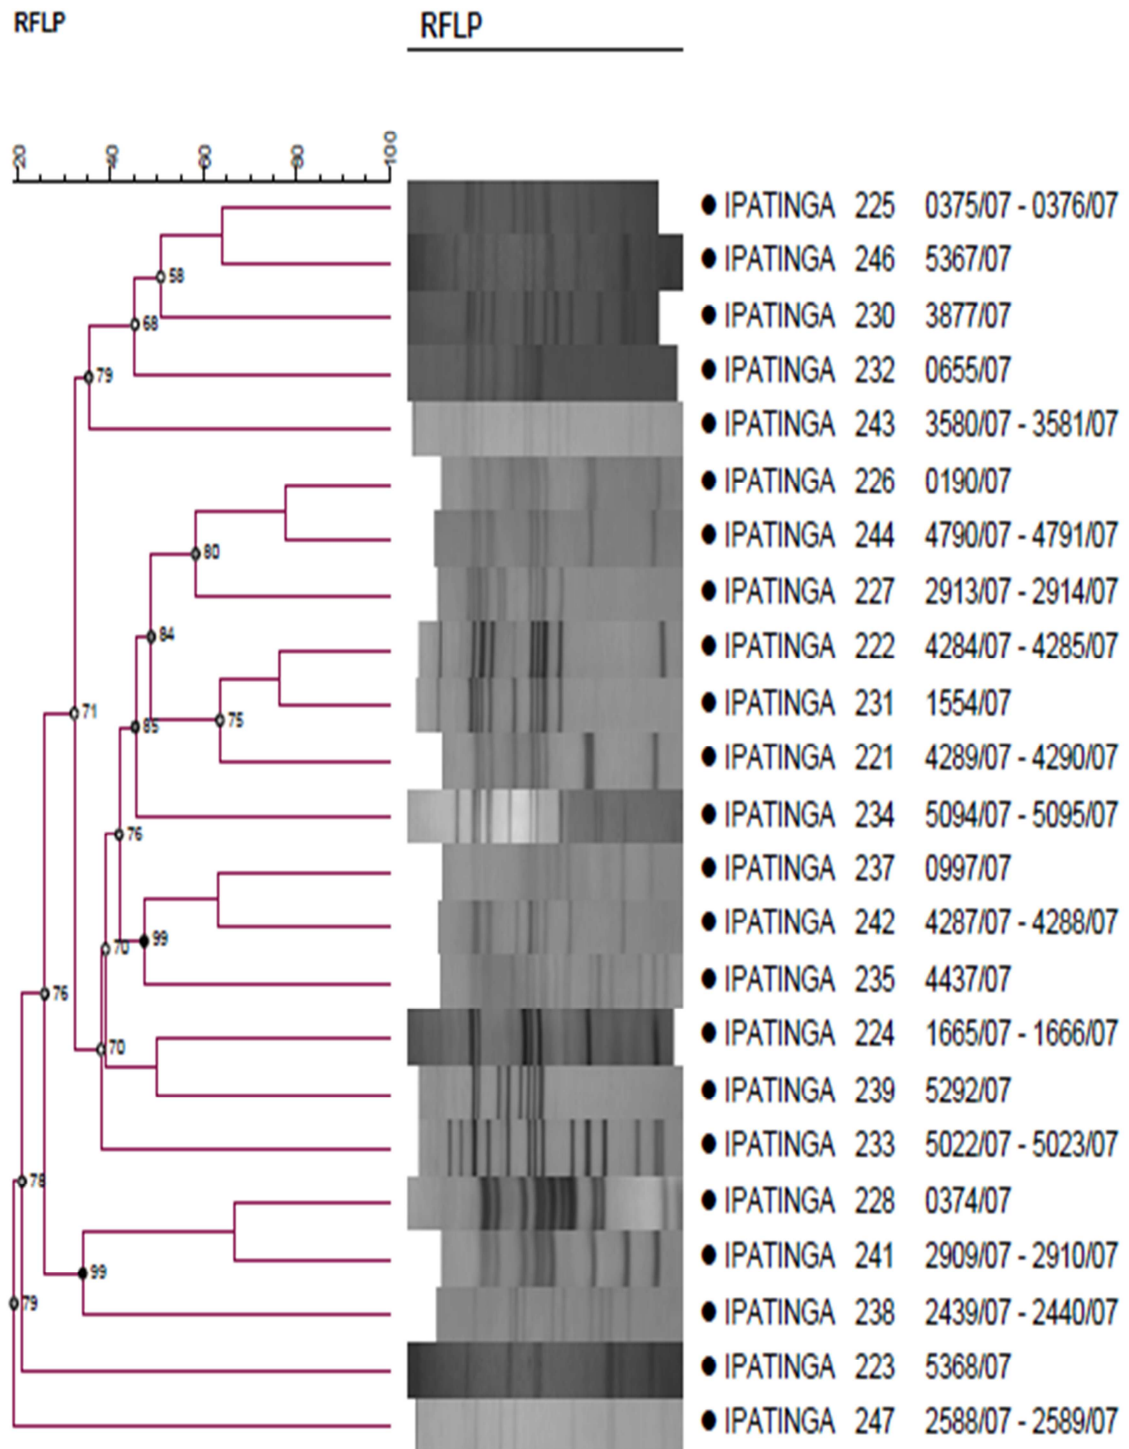 RFLP
RFLP
20 40 60 80 100
IPATINGA 225 0375/07 - 0376/07
IPATINGA 246 5367/07
58
IPATINGA 230 3877/07
68
IPATINGA 232 0655/07
79
IPATINGA 243 3580/07 - 3581/07
IPATINGA 226 0190/07
IPATINGA 244 4790/07 - 4791/07
80
IPATINGA 227 2913/07 - 2914/07
84
IPATINGA 222 4284/07 - 4285/07
IPATINGA 231 1554/07
71
75
85
IPATINGA 221 4289/07 - 4290/07
IPATINGA 234 5094/07 - 5095/07
76
IPATINGA 237 0997/07
IPATINGA 242 4287/07 - 4288/07
99
70
IPATINGA 235 4437/07
76
IPATINGA 224 1665/07 - 1666/07
70
IPATINGA 239 5292/07
IPATINGA 233 5022/07 - 5023/07
78
IPATINGA 228 0374/07
IPATINGA 241 2909/07 - 2910/07
99
79
IPATINGA 238 2439/07 - 2440/07
IPATINGA 223 5368/07
IPATINGA 247 2588/07 - 2589/07